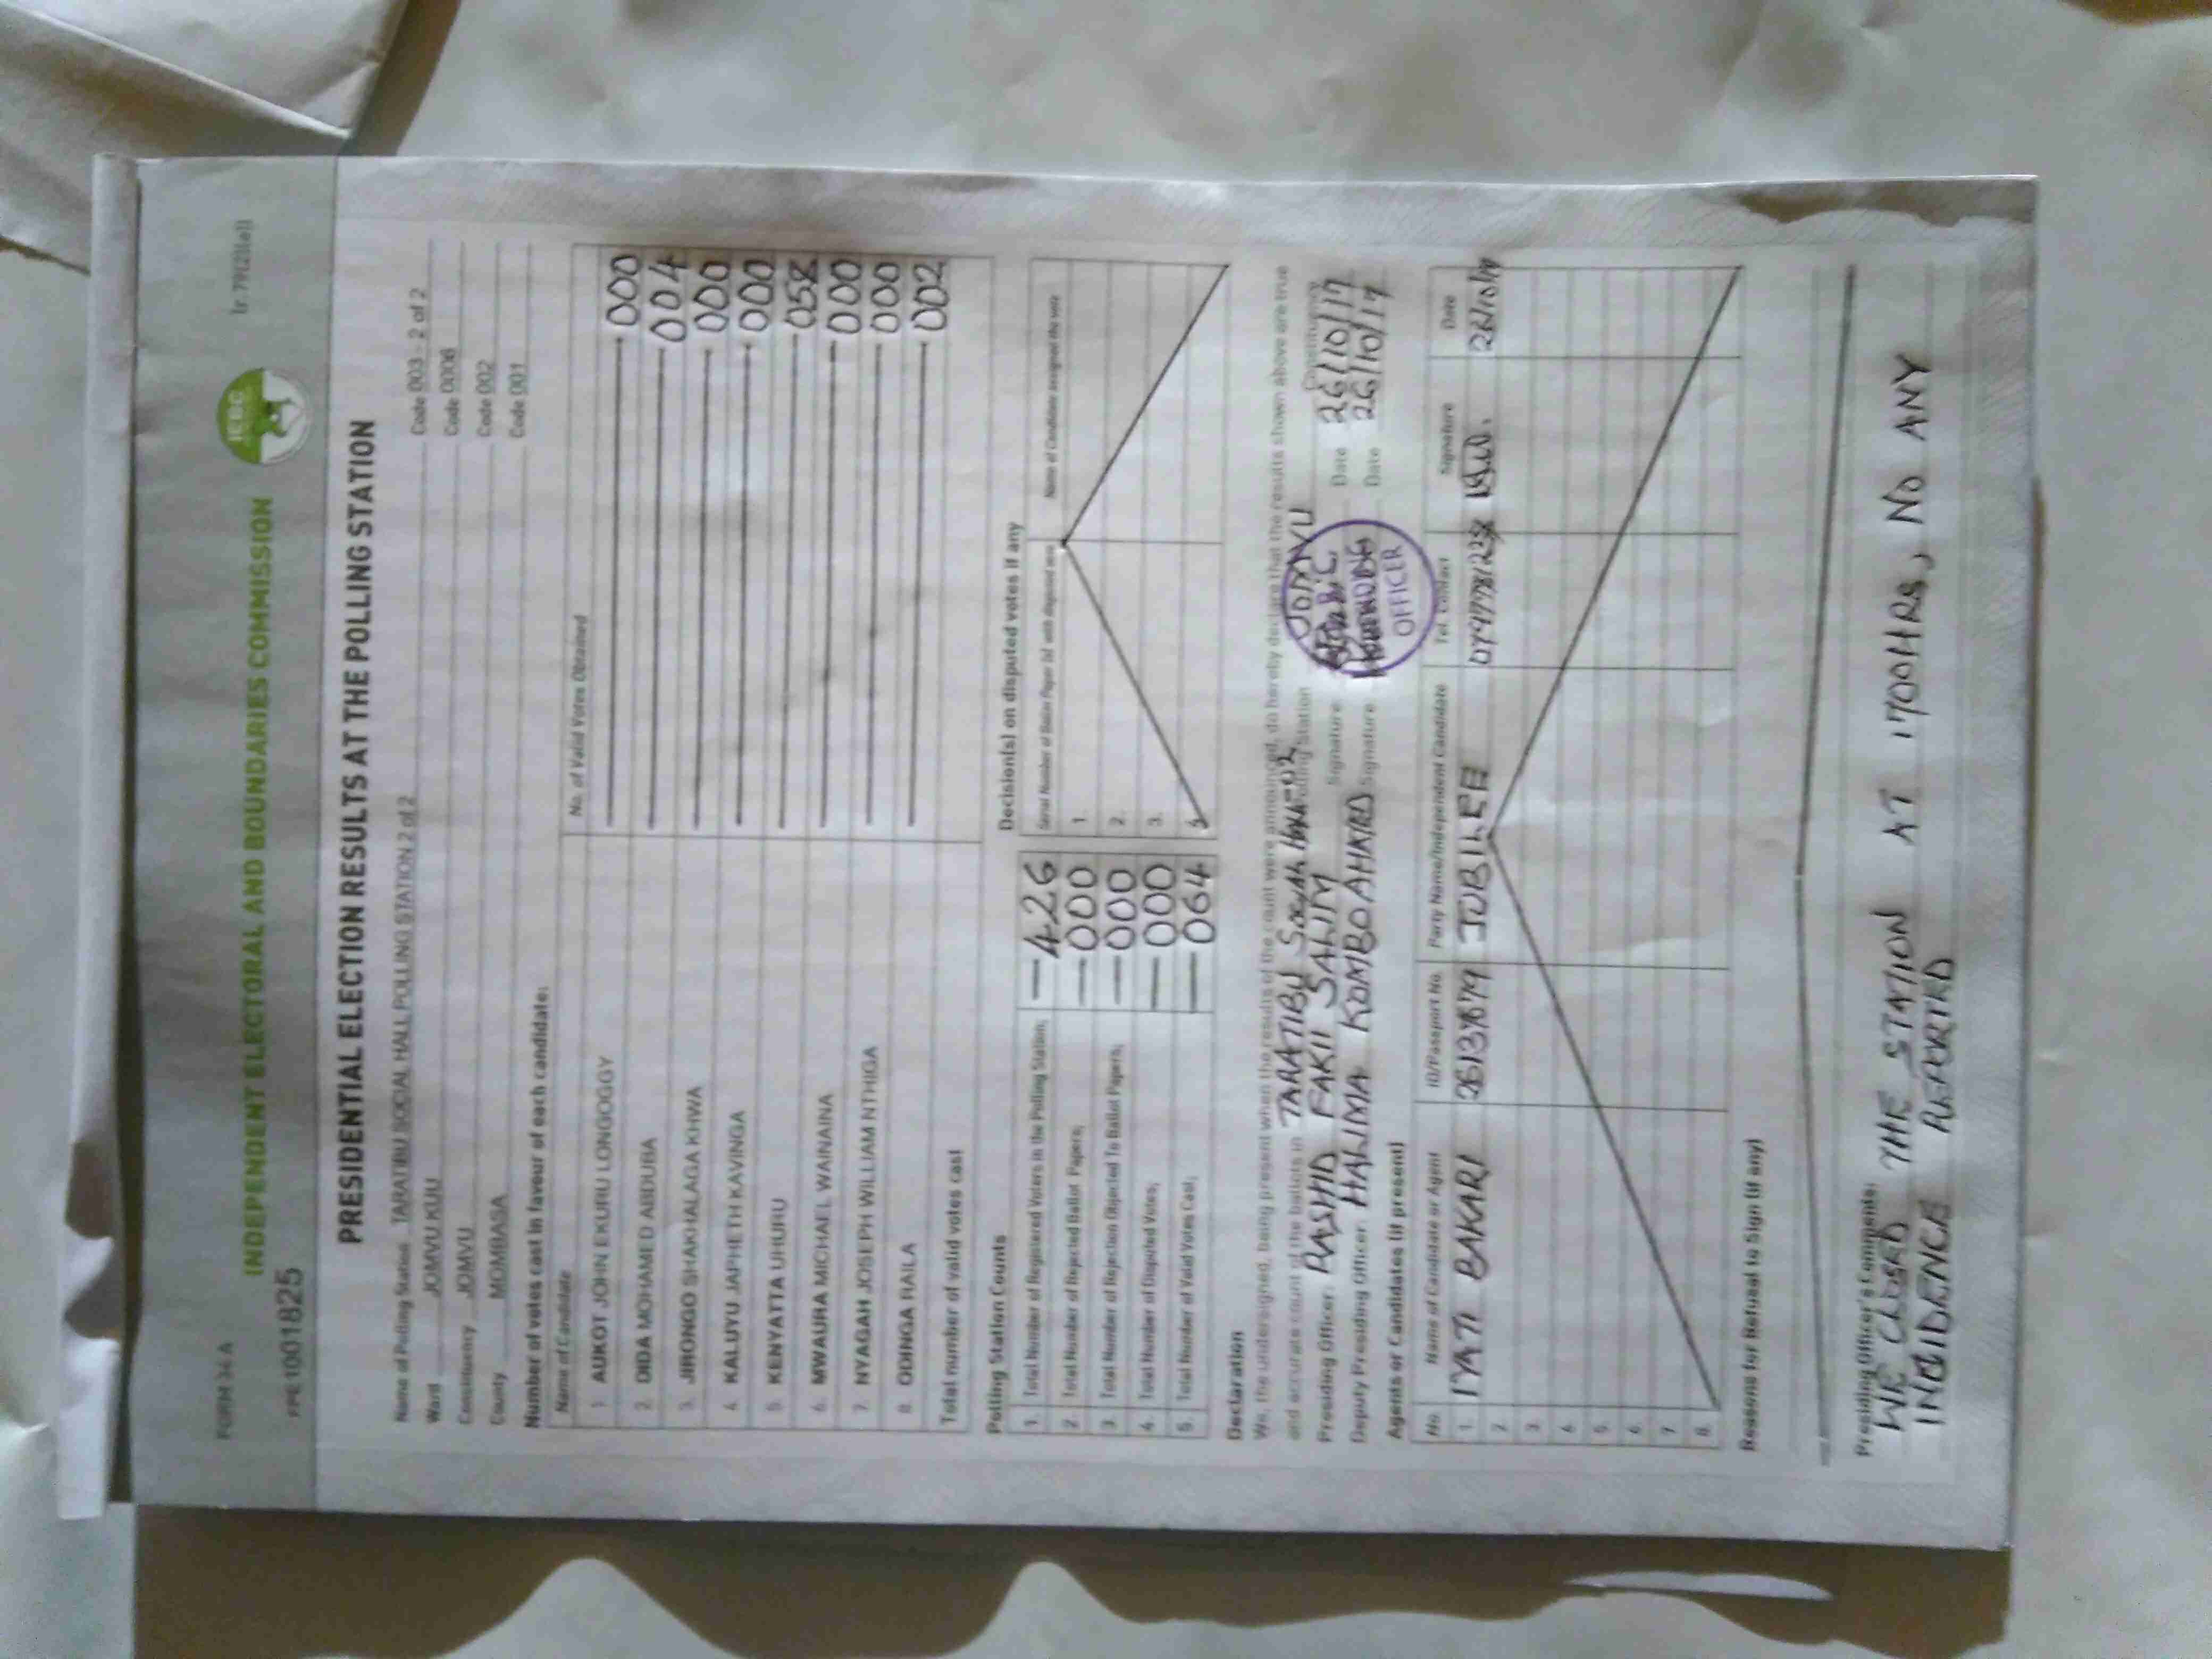 FORM 34 A
(r. 79(2)(a))
INDEPENDENT ELECTORAL AND BOUNDARIES COMMISSION
IEBC
PRESIDENTIAL ELECTION RESULTS AT THE POLLING STATION
Name of Polling Station TARATIBU SOCIAL HALL POLLING STATION 2 of 2 Code 003 - 2 of 2
Ward JOMVU KUU Code 0006
Constituency JOMVU Code 002
County MOMBASA Code 001
Number of votes cast in favour of each candidate:
Name of Candidate No. of Valid Votes Obtained
1. AUKOT JOHN EKURU LONGOGGY 000
2. DIDA MOHAMED ABDUBA 004
3. JIRONGO SHAKHALAGA KHWA 000
4. KALUYU JAPHETH KAVINGA 000
5. KENYATTA UHURU 058
6. MWAURA MICHAEL WAINAINA 000
7. NYAGAH JOSEPH WILLIAM NTHIGA 000
8. ODINGA RAILA 002
Total number of valid votes cast
Polling Station Counts
1. Total Number of Registered Voters in the Polling Station; 426
2. Total Number of Rejected Ballot Papers; 000
3. Total Number of Rejection Objected To Ballot Papers; 000
4. Total Number of Disputed Votes; 000
5. Total Number of Valid Votes Cast; 064
Decision(s) on disputed votes if any
Serial Number of Ballot Paper (s) with disputed votes Name of Candidate assigned the vote
1.
2.
3.
Declaration
We, the undersigned, being present when the results of the count were announced, do hereby declare that the results shown above are true
and accurate count of the ballots in TARATIBU Social HALL-02 Polling Station JOMVU Constituency
Presiding Officer: RASHID FAKII SALIM Signature Date 26/10/17
Deputy Presiding Officer: HALIMA KOMBO AHMED Signature Date 26/10/17
OFFICER
Agents or Candidates (if present)
No. Name of Candidate or Agent ID/Passport No. Party Name/Independent Candidate Tel. Contact Signature Date
1. IYATI BAKARI JUBILEE 26/10/17
2.
3.
4.
5.
6.
7.
8.
Reasons for Refusal to Sign (if any)
Presiding Officer's Comments:
WE CLOSED THE STATION AT 1700HRS, NO ANY
INCIDENCE REPORTED